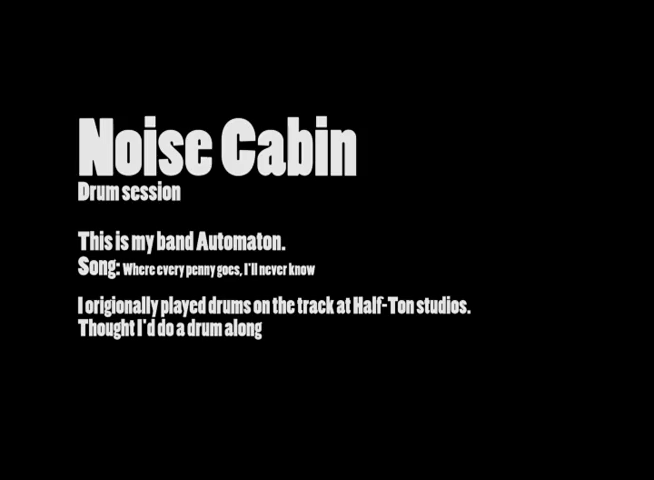 Noise Cabin
Drum session
This is my band Automaton.
Song: Where every penny goes, I'll never know
I origionally played drums on the track at Half-Ton studios.
Thought I'd do a drum along